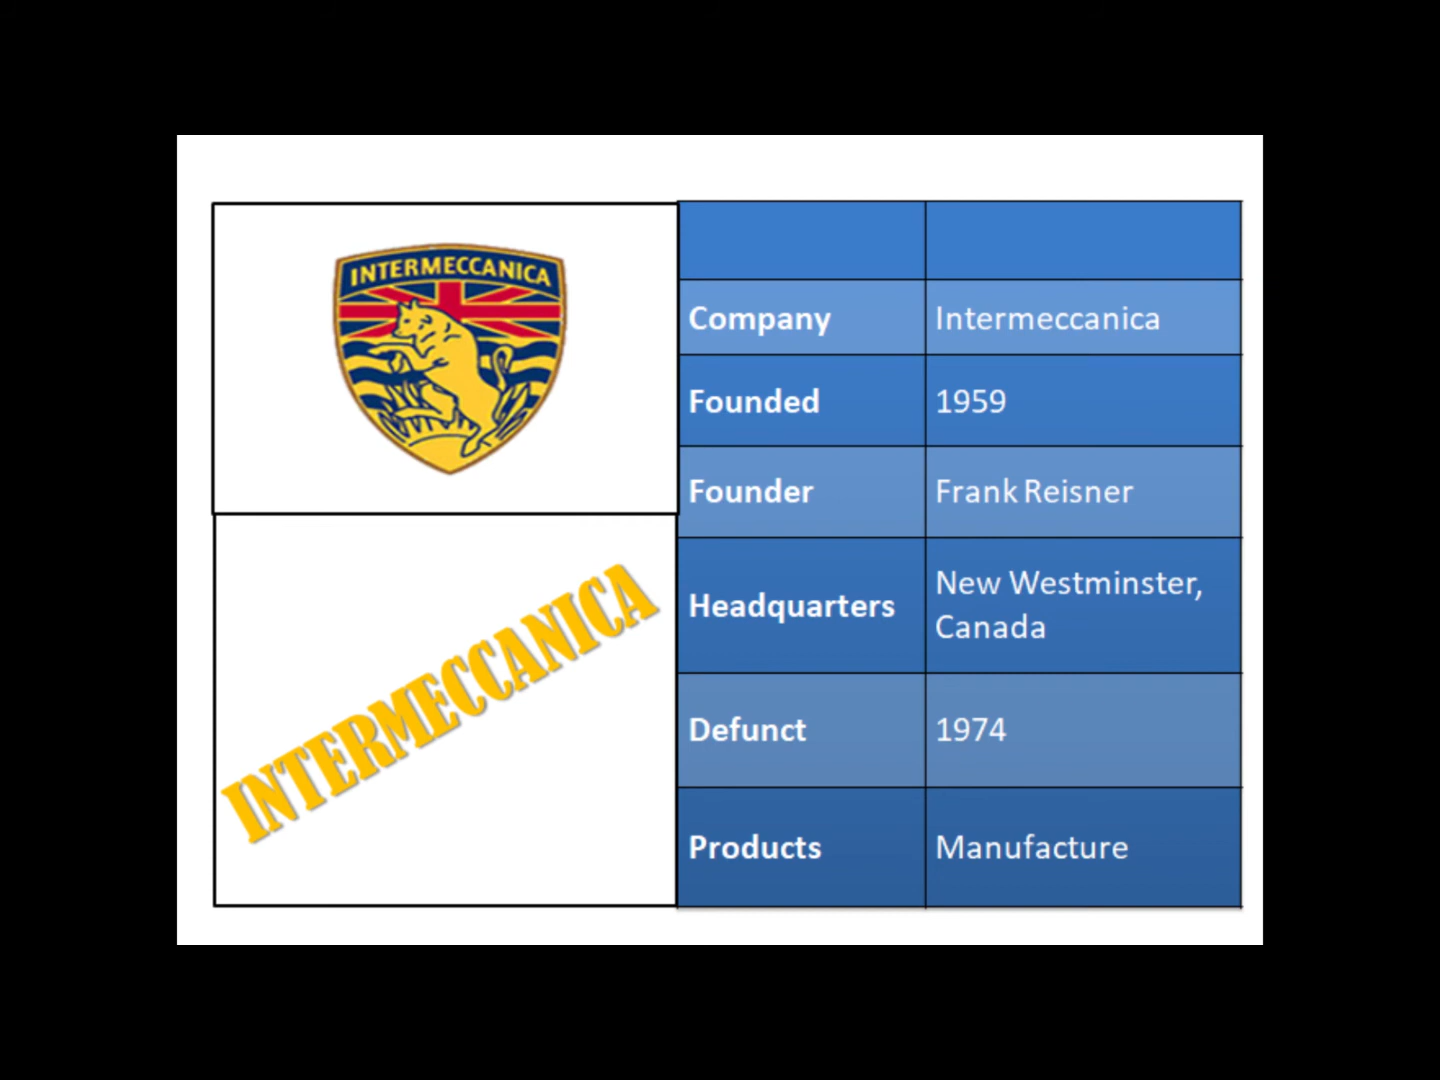 INTERMECCANICA
INTERMECCANICA
Company Intermeccanica
Founded 1959
Founder Frank Reisner
Headquarters New Westminster,
Canada
Defunct 1974
Products Manufacture